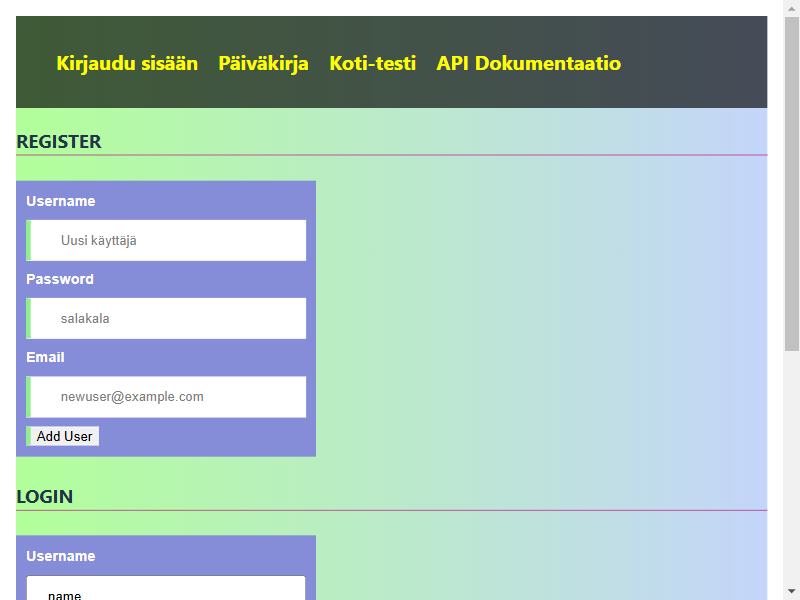 Kirjaudu sisään Päiväkirja Koti-testi API Dokumentaatio
REGISTER
Username
Uusi käyttäjä
Password
salakala
Email
newuser@example.com
Add User
LOGIN
Username
name